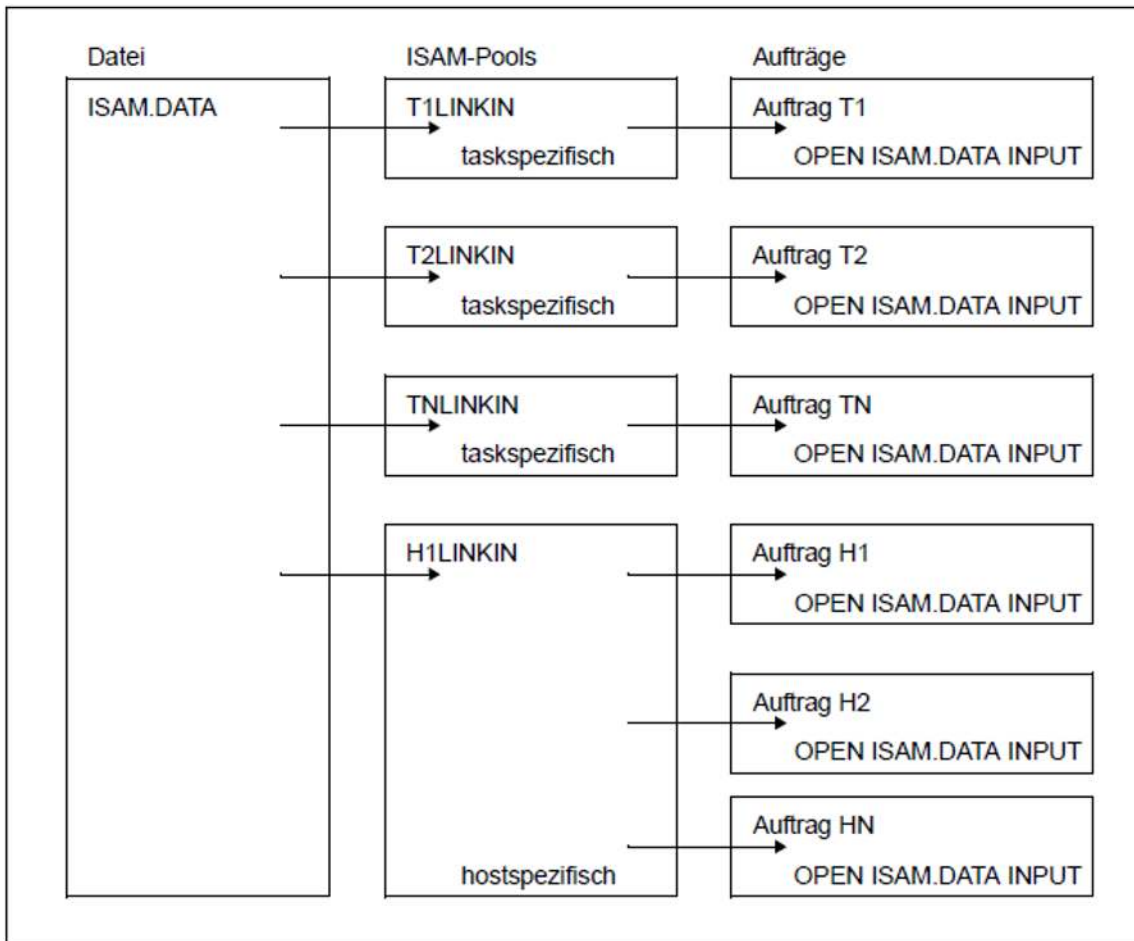 Datei
ISAM-Pools
Aufträge
ISAM.DATA
T1LINKIN
taskspezifisch
Auftrag T1
OPEN ISAM.DATA INPUT
T2LINKIN
taskspezifisch
Auftrag T2
OPEN ISAM.DATA INPUT
TNLINKIN
taskspezifisch
Auftrag TN
OPEN ISAM.DATA INPUT
H1LINKIN
hostspezifisch
Auftrag H1
OPEN ISAM.DATA INPUT
Auftrag H2
OPEN ISAM.DATA INPUT
Auftrag HN
OPEN ISAM.DATA INPUT